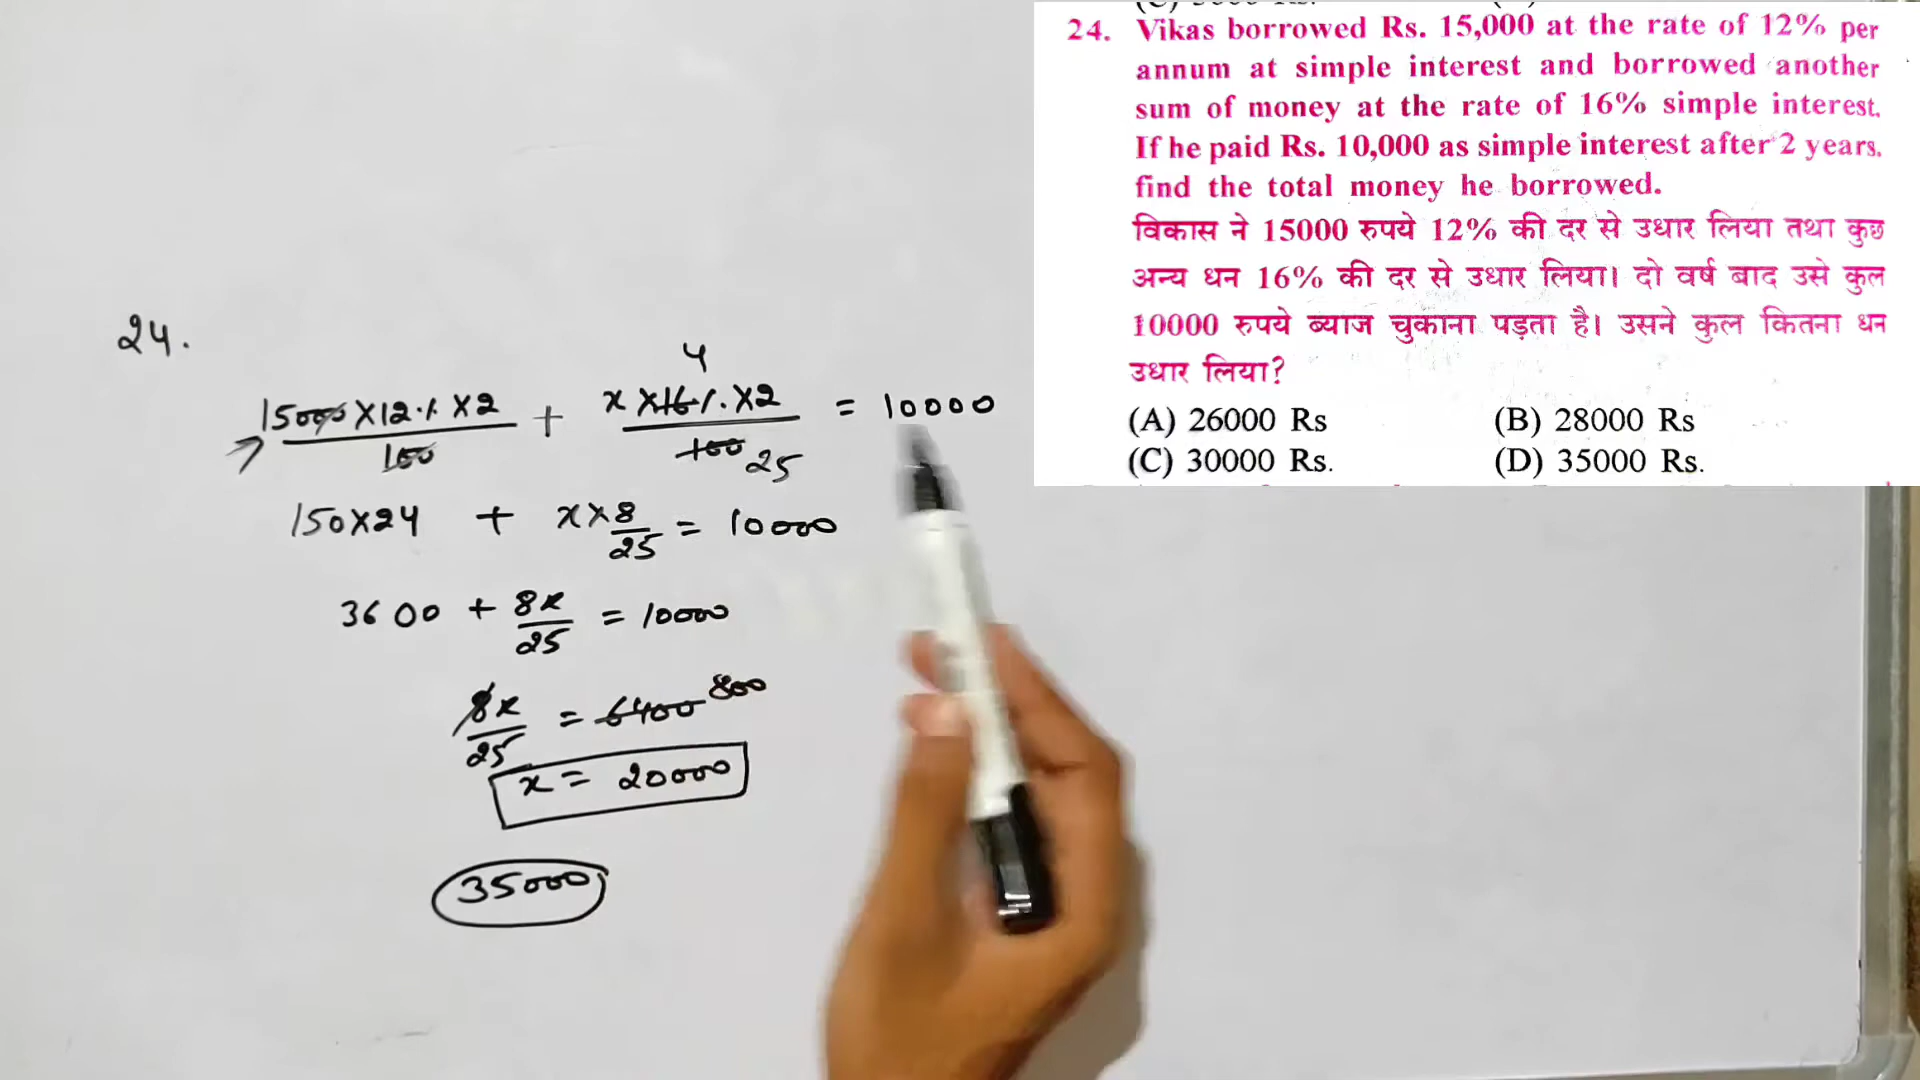 24. Vikas borrowed Rs. 15,000 at the rate of 12% per
annum at simple interest and borrowed another
sum of money at the rate of 16% simple interest.
If he paid Rs. 10,000 as simple interest after 2 years.
find the total money he borrowed.
विकास ने 15000 रुपये 12% की दर से उधार लिया तथा कुछ
अन्य धन 16% की दर से उधार लिया। दो वर्ष बाद उसे कुल
10000 रुपये ब्याज चुकाना पड़ता है। उसने कुल कितना धन
उधार लिया?
(A) 26000 Rs (B) 28000 Rs
(C) 30000 Rs. (D) 35000 Rs.
24.
4
15000 X 12% X 2 + x X 16% X 2 = 10000
100 100 25
150 X 24 + x X 8 = 10000
25
3600 + 8x = 10000
25
8x = 6400 800
25
x = 20000
35000